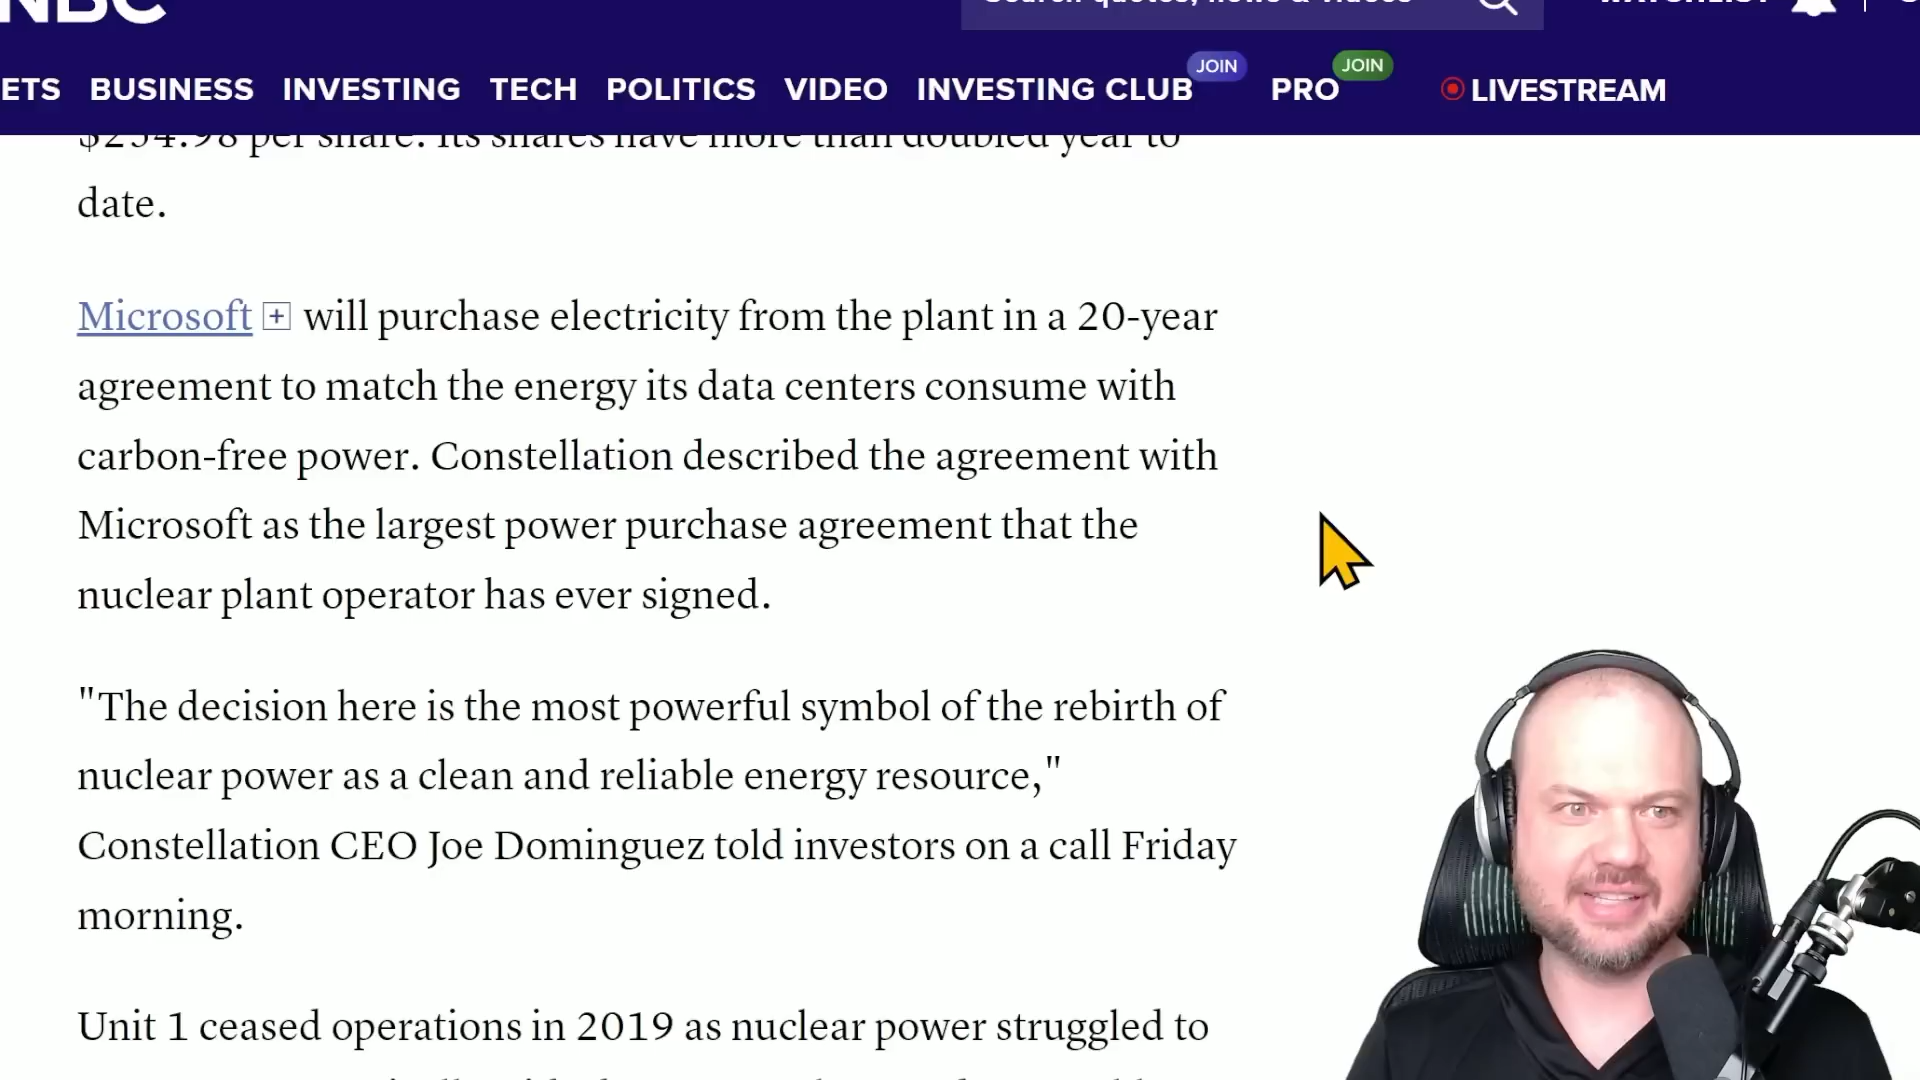 NBC
Search quotes, news & videos
WATCHLIST
ETS BUSINESS INVESTING TECH POLITICS VIDEO INVESTING CLUB JOIN PRO JOIN LIVESTREAM
$254.98 per share. Its shares have more than doubled year to
date.
Microsoft + will purchase electricity from the plant in a 20-year
agreement to match the energy its data centers consume with
carbon-free power. Constellation described the agreement with
Microsoft as the largest power purchase agreement that the
nuclear plant operator has ever signed.
"The decision here is the most powerful symbol of the rebirth of
nuclear power as a clean and reliable energy resource,"
Constellation CEO Joe Dominguez told investors on a call Friday
morning.
Unit 1 ceased operations in 2019 as nuclear power struggled to